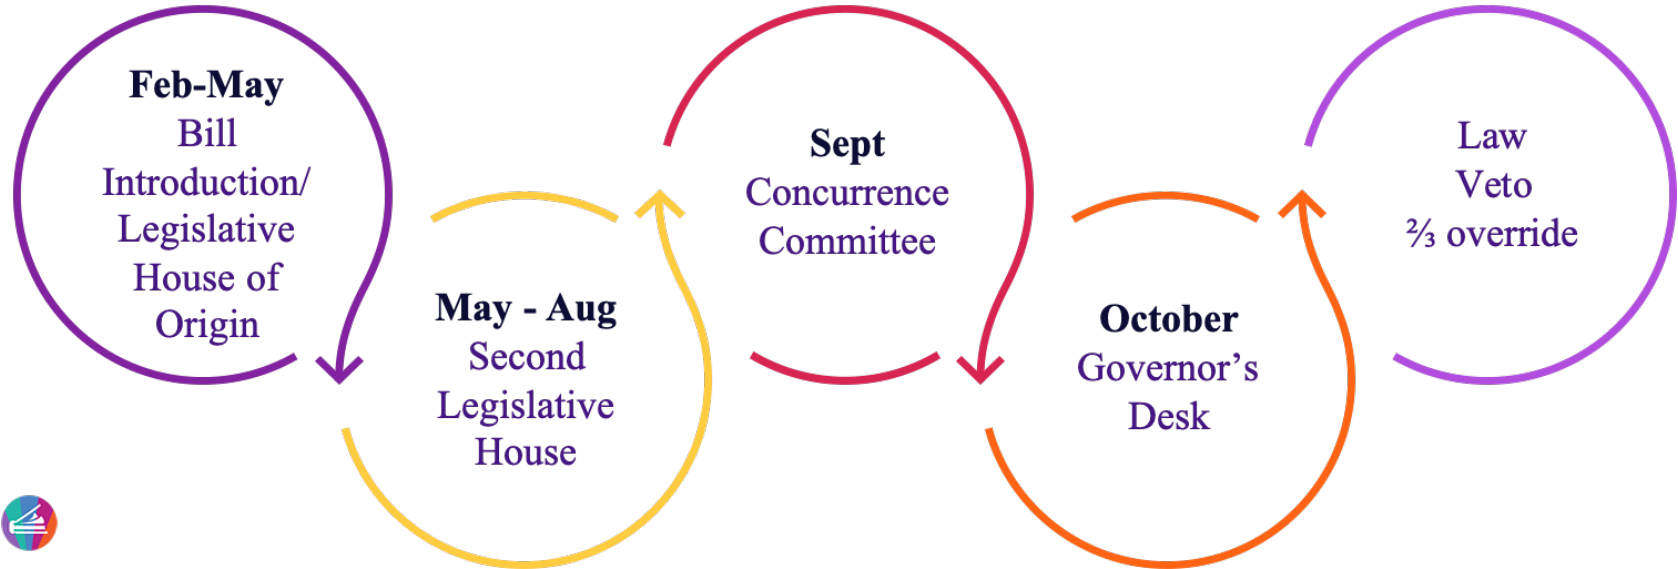 Feb-May
Bill
Introduction/
Legislative
House of
Origin
May - Aug
Second
Legislative
House
Sept
Concurrence
Committee
October
Governor’s
Desk
Law
Veto
⅔ override